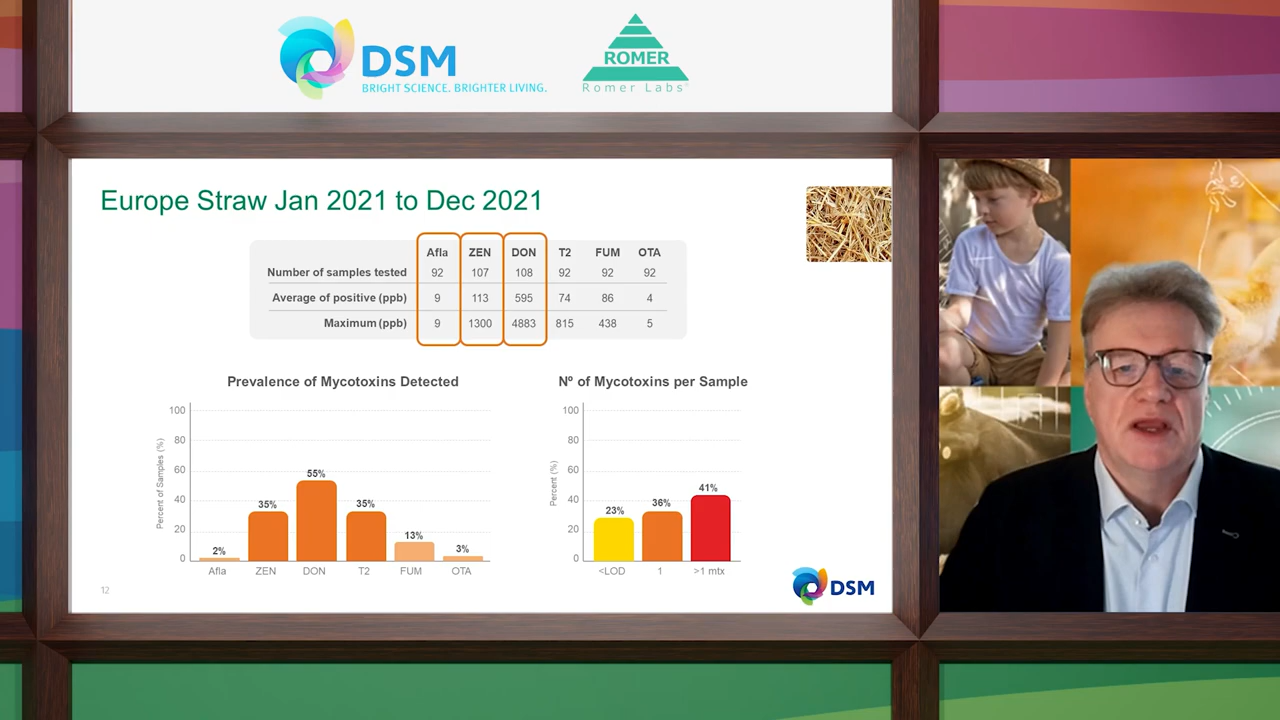 DSM
BRIGHT SCIENCE. BRIGHTER LIVING.
ROMER
Romer Labs
Europe Straw Jan 2021 to Dec 2021
Afla ZEN DON T2 FUM OTA
Number of samples tested 92 107 108 92 92 92
Average of positive (ppb) 9 113 595 74 86 4
Maximum (ppb) 9 1300 4883 815 438 5
Prevalence of Mycotoxins Detected
Percent of Samples (%)
100
80
60
40
20
0
2%
35%
55%
35%
13%
3%
Afla ZEN DON T2 FUM OTA
Nº of Mycotoxins per Sample
Percent (%)
100
80
60
40
20
0
23%
36%
41%
<LOD 1 >1 mtx
12
DSM